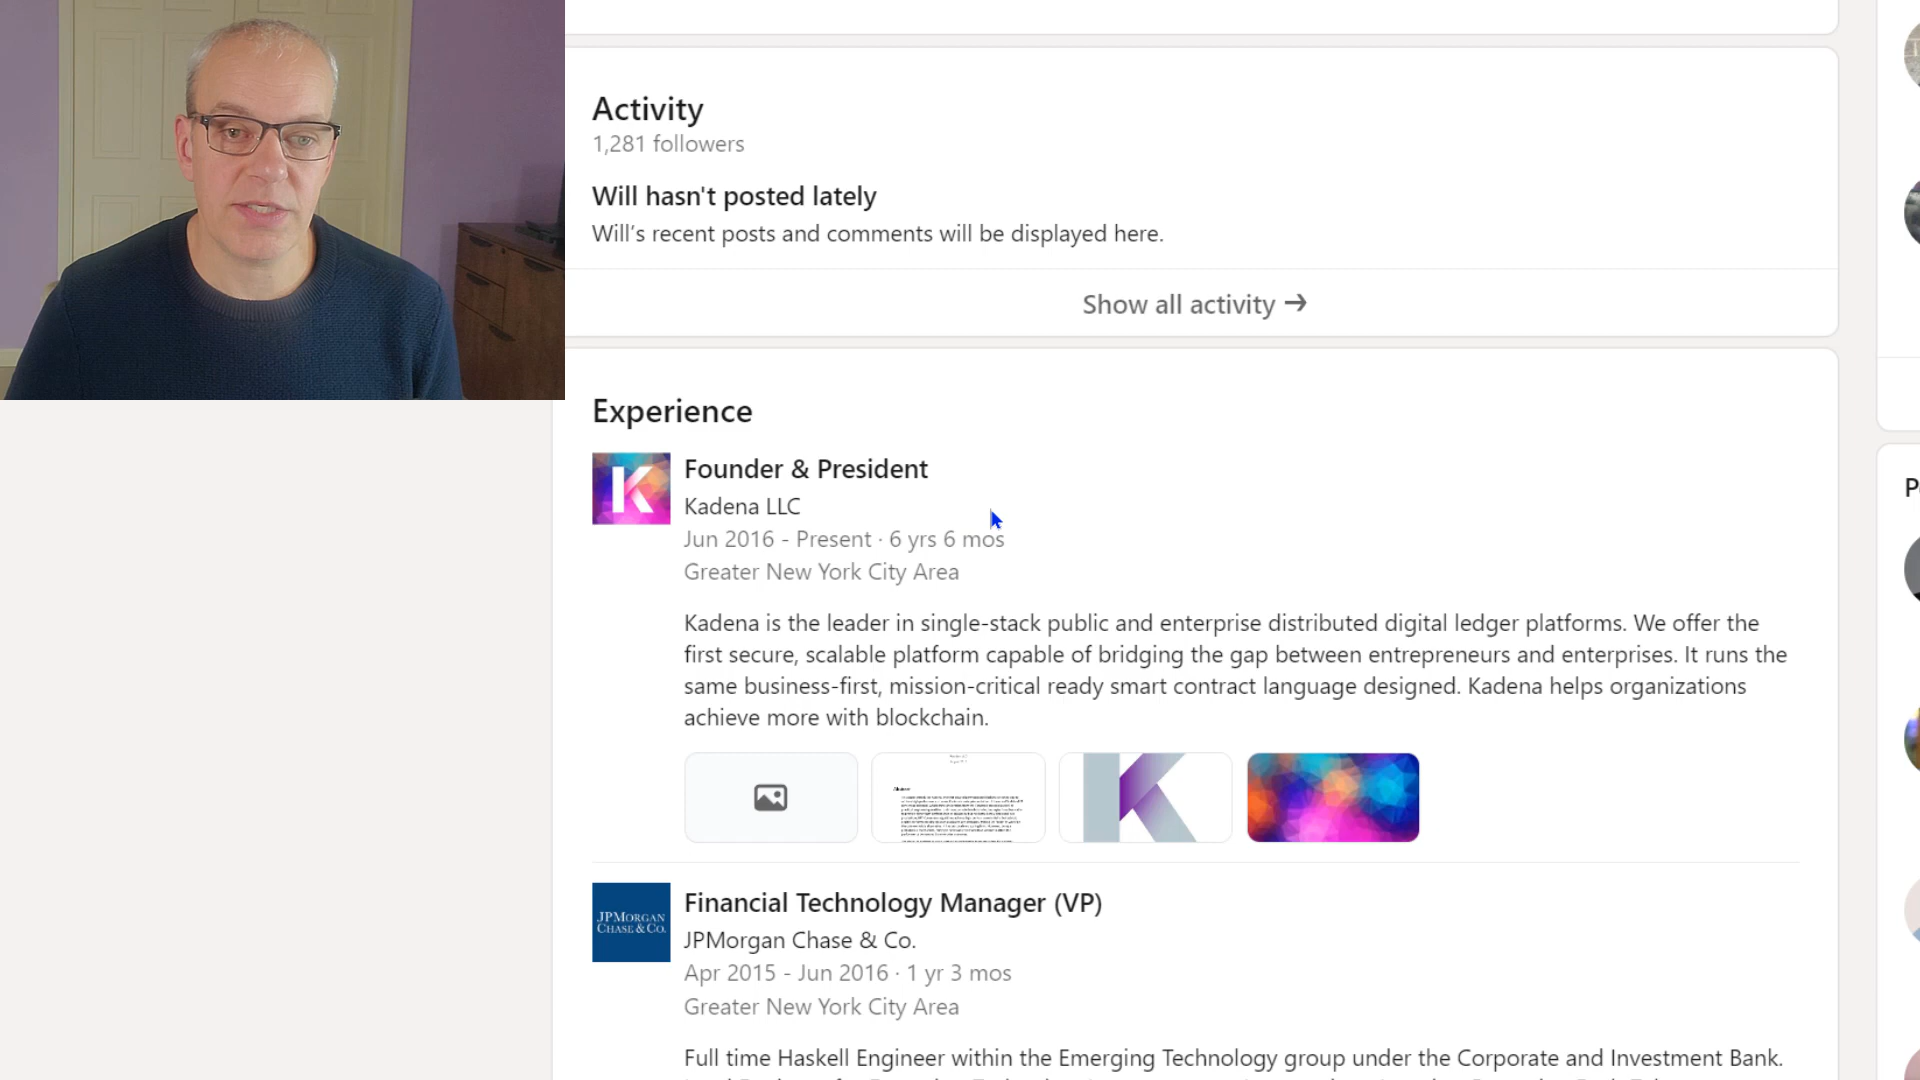 Activity
1,281 followers
Will hasn't posted lately
Will’s recent posts and comments will be displayed here.
Show all activity →
Experience
Founder & President
Kadena LLC
Jun 2016 - Present · 6 yrs 6 mos
Greater New York City Area
Kadena is the leader in single-stack public and enterprise distributed digital ledger platforms. We offer the
first secure, scalable platform capable of bridging the gap between entrepreneurs and enterprises. It runs the
same business-first, mission-critical ready smart contract language designed. Kadena helps organizations
achieve more with blockchain.
JPMORGAN
CHASE & CO.
Financial Technology Manager (VP)
JPMorgan Chase & Co.
Apr 2015 - Jun 2016 · 1 yr 3 mos
Greater New York City Area
Full time Haskell Engineer within the Emerging Technology group under the Corporate and Investment Bank.